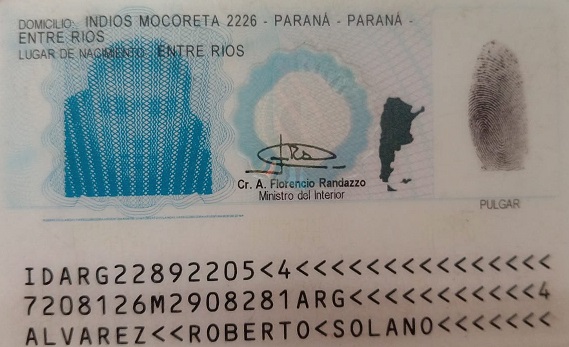 DOMICILIO: INDIOS MOCORETA 2226 - PARANÁ - PARANÁ -
ENTRE RIOS
LUGAR DE NACIMIENTO: ENTRE RIOS
Cr. A. Florencio Randazzo
Ministro del Interior
PULGAR
IDARG22892205<4<<<<<<<<<<<<<<<
7208126M2908281ARG<<<<<<<<<<<4
ALVAREZ<<ROBERTO<SOLANO<<<<<<<